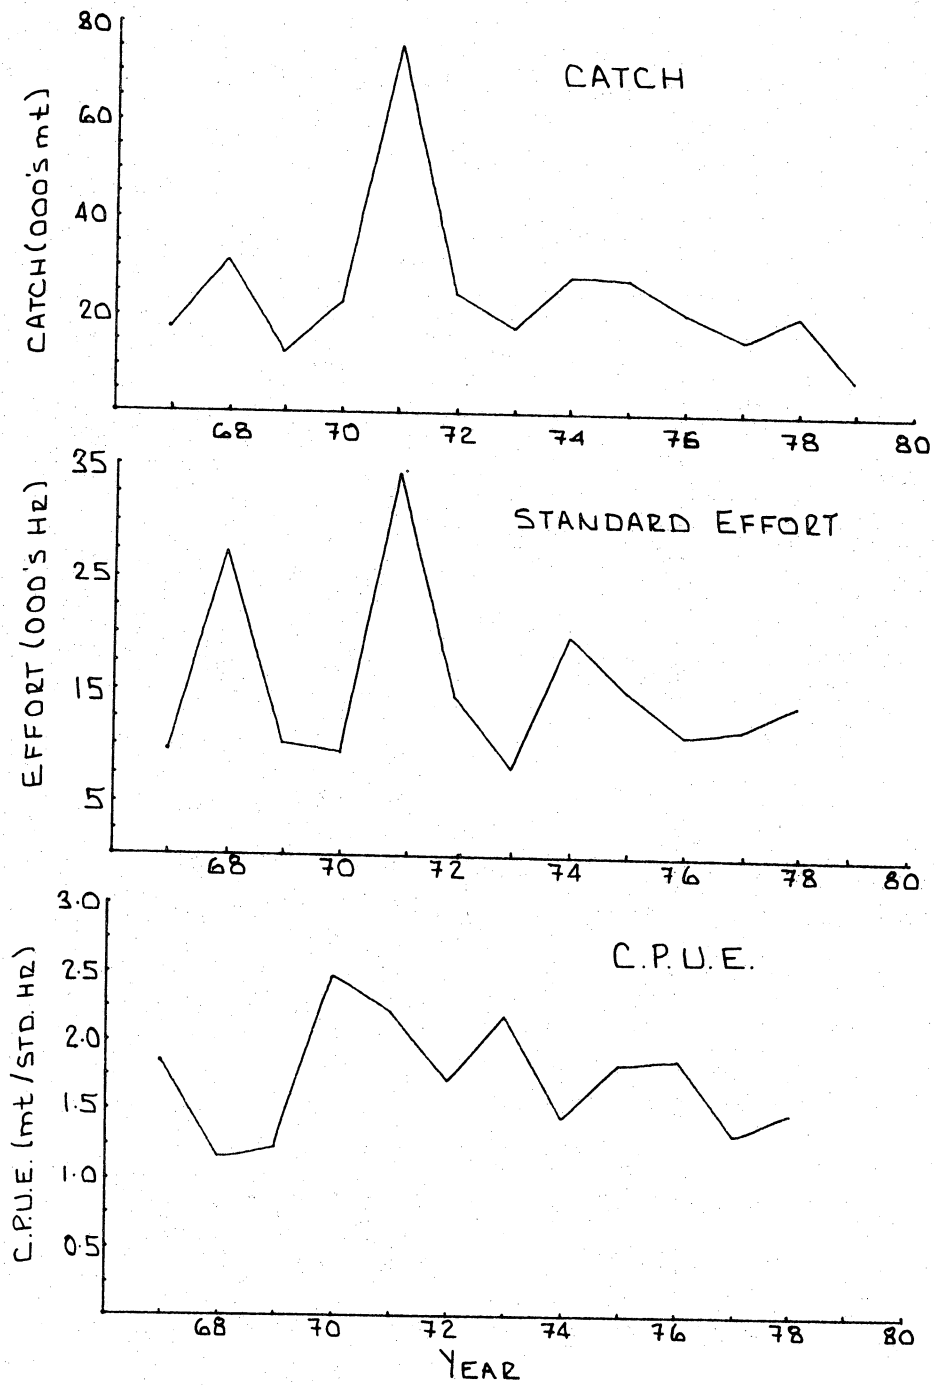 80
CATCH
60
40
20
CATCH (000's mt)
68 70 72 74 76 78 80
35
STANDARD EFFORT
25
15
5
EFFORT (000's HR)
68 70 72 74 76 78 80
3.0
C.P.U.E.
2.5
2.0
1.5
1.0
0.5
C.P.U.E. (mt/STD. HR)
68 70 72 74 76 78 80
YEAR